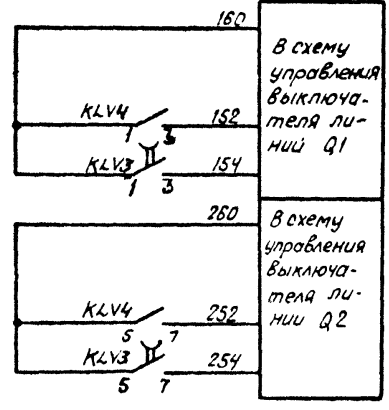 160
В схему
управления
выключа-
теля ли-
ний Q1
KLV4
1 3
152
KLV3
1 3
154
260
В схему
управления
выключа-
теля ли-
нии Q2
KLV4
5 7
252
KLV3
5 7
254